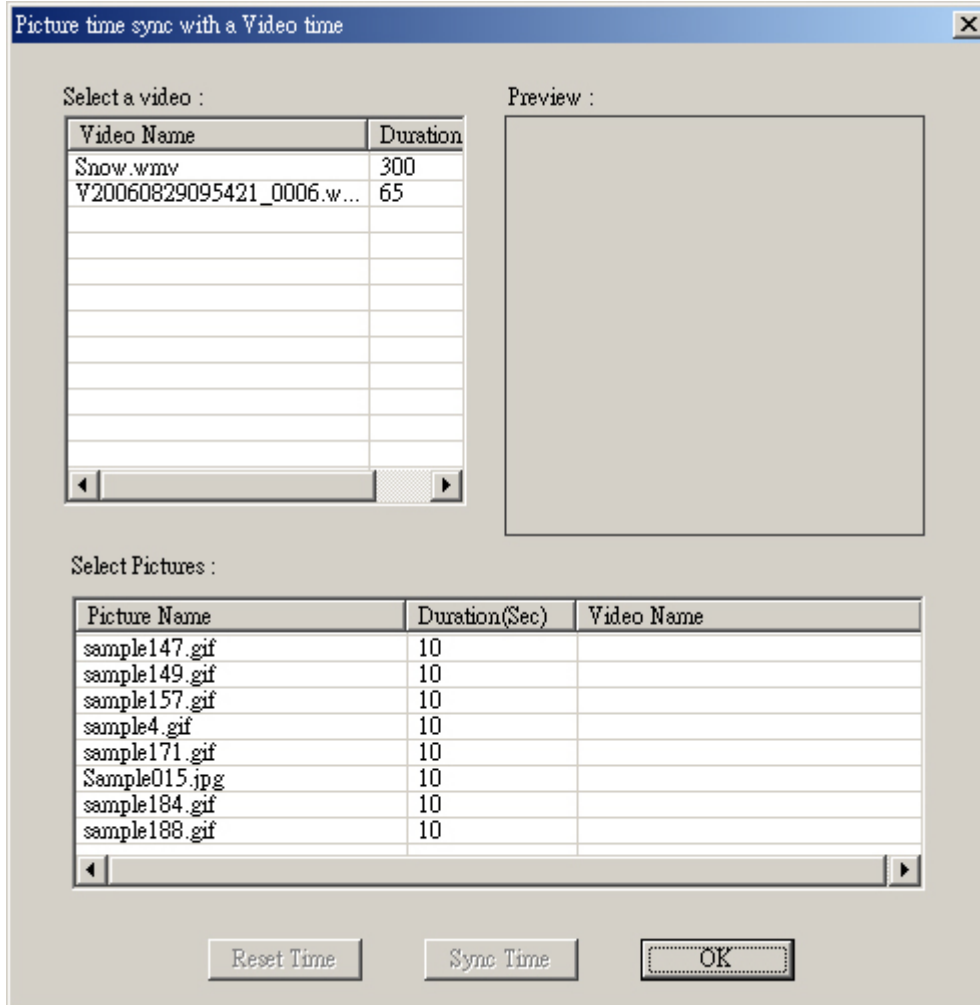 Picture time sync with a Video time
Select a video :
Preview :
Video Name Duration
Snow.wmv 300
V20060829095421_0006.w... 65
Select Pictures :
Picture Name Duration(Sec) Video Name
sample147.gif 10
sample149.gif 10
sample157.gif 10
sample4.gif 10
sample171.gif 10
Sample015.jpg 10
sample184.gif 10
sample188.gif 10
Reset Time Sync Time OK